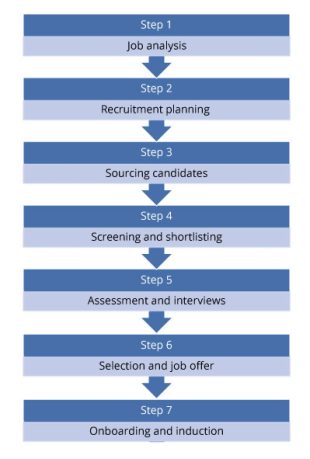 Step 1
Job analysis
Step 2
Recruitment planning
Step 3
Sourcing candidates
Step 4
Screening and shortlisting
Step 5
Assessment and interviews
Step 6
Selection and job offer
Step 7
Onboarding and induction